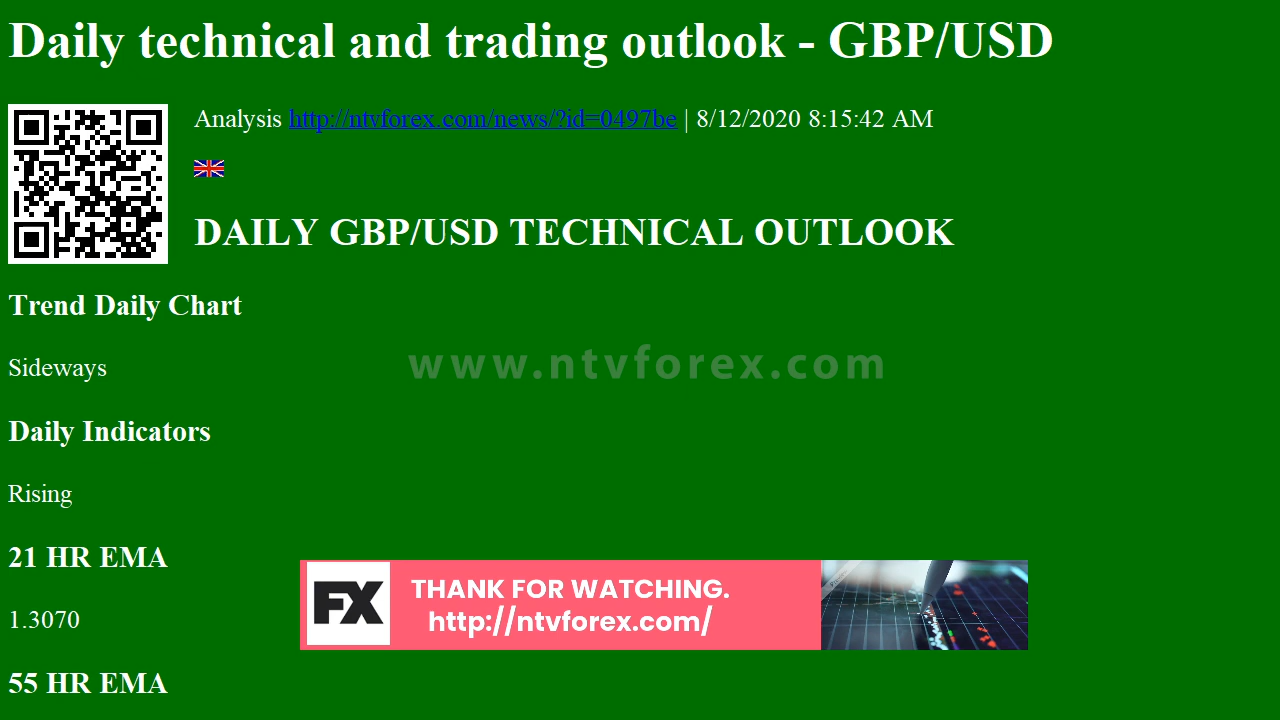 Daily technical and trading outlook - GBP/USD
Analysis http://ntvforex.com/news/?id=0497be | 8/12/2020 8:15:42 AM
DAILY GBP/USD TECHNICAL OUTLOOK
Trend Daily Chart
Sideways
www.ntvforex.com
Daily Indicators
Rising
21 HR EMA
FX
THANK FOR WATCHING.
http://ntvforex.com/
1.3070
55 HR EMA